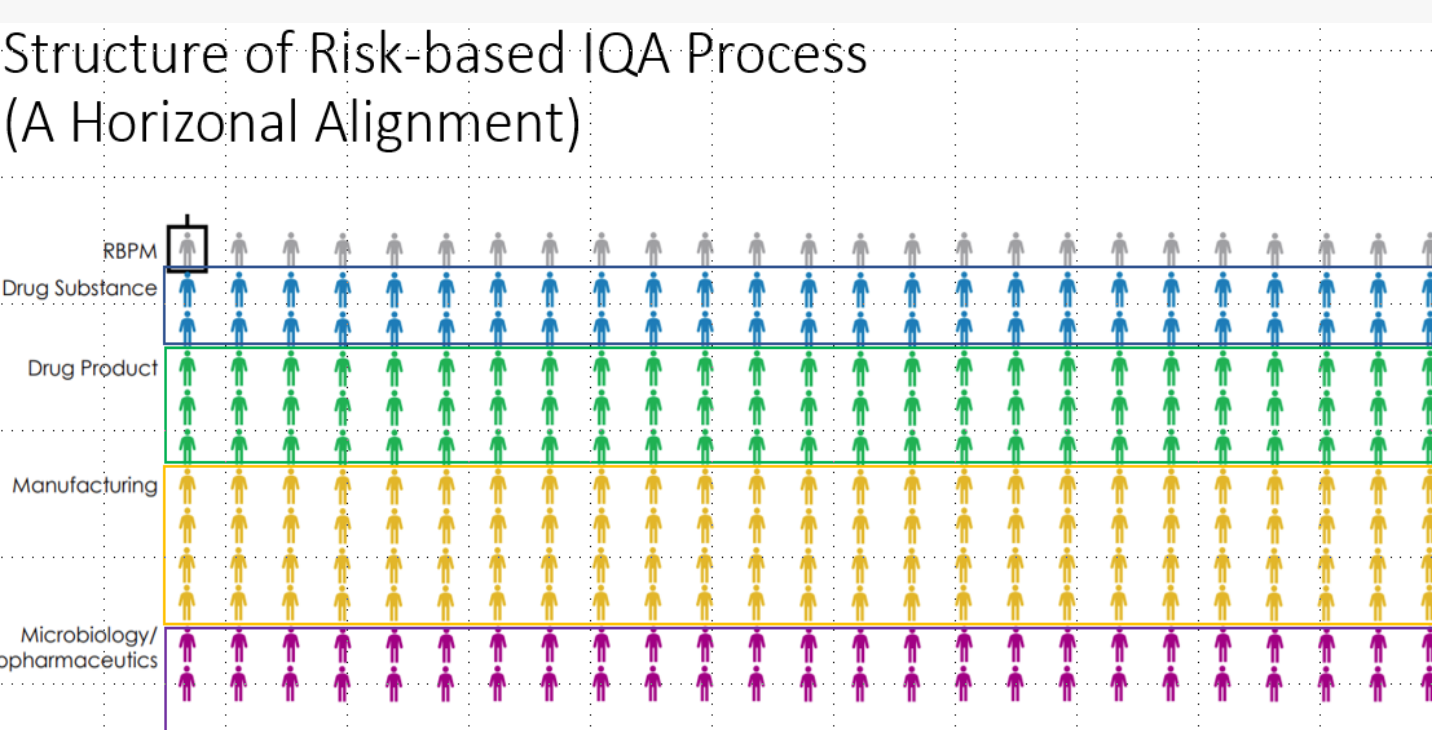 Structure of Risk-based IQA Process
(A Horizonal Alignment)
RBPM
Drug Substance
Drug Product
Manufacturing
Microbiology/
opharmaceutics